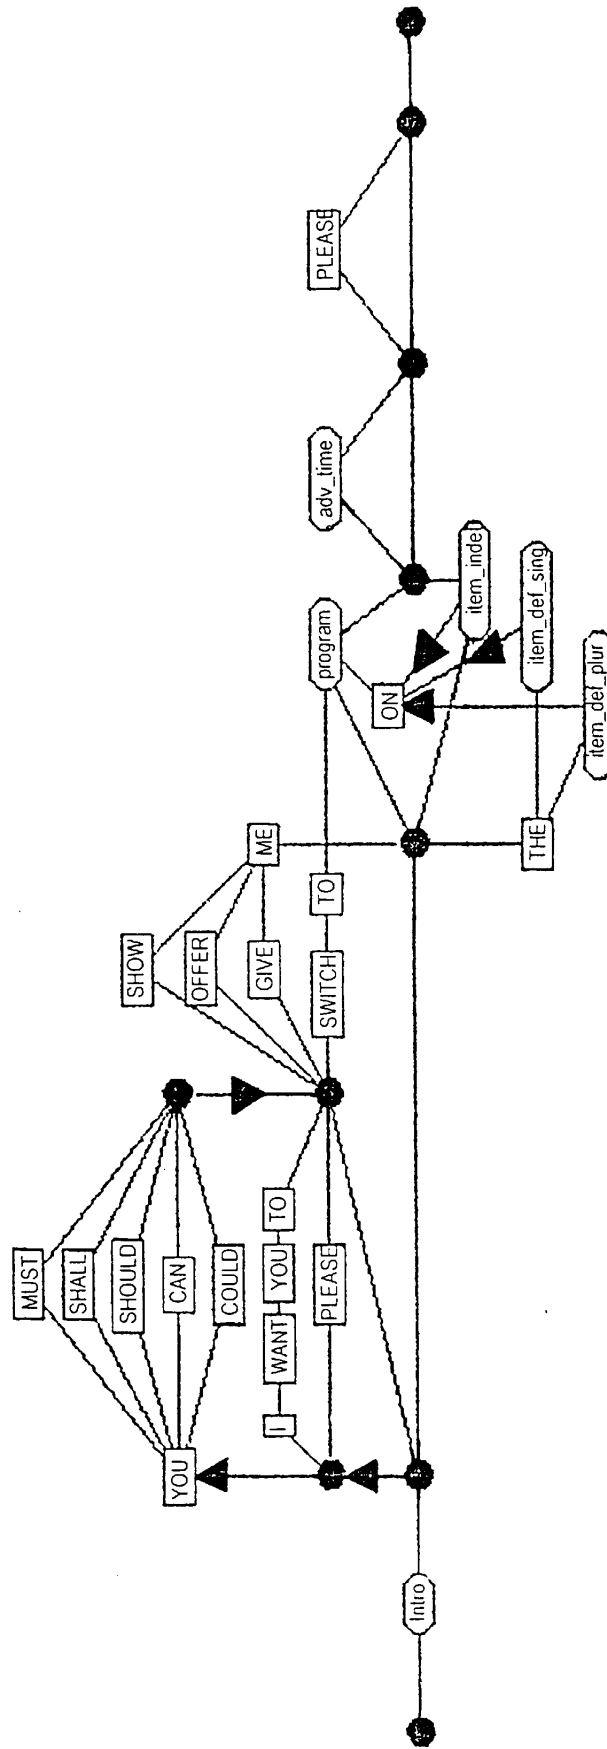 Intro
YOU
MUST
SHALL
SHOULD
CAN
COULD
I
WANT
YOU
TO
PLEASE
SHOW
OFFER
GIVE
ME
SWITCH
TO
program
ON
THE
item_indef
item_def_sing
item_def_plur
adv_time
PLEASE